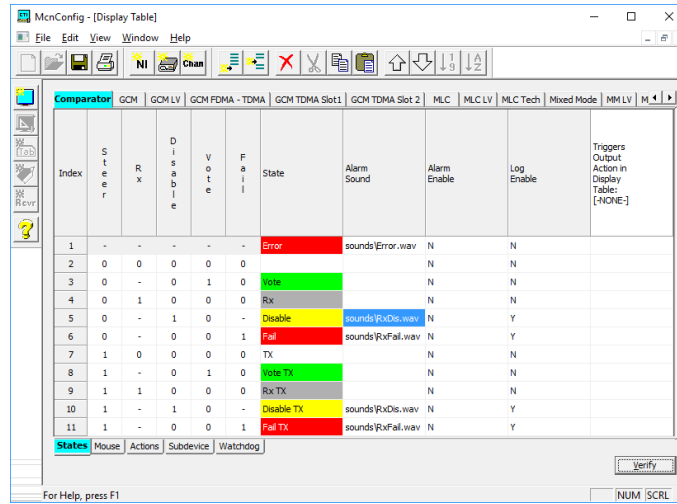 McnConfig - [Display Table]
File Edit View Window Help
NI Chan
Comparator GCM GCM LV GCM FDMA - TDMA GCM TDMA Slot1 GCM TDMA Slot 2 MLC MLC LV MLC Tech Mixed Mode MM LV M
Index Steer Rx Disable Vote Fail State Alarm Sound Alarm Enable Log Enable Triggers Output Action in Display Table: [-NONE-]
1 - - - - - Error sounds\Error.wav N N
2 0 0 0 0 0 N N
3 0 - 0 1 0 Vote N N
4 0 1 0 0 0 Rx N N
5 0 - 1 0 - Disable sounds\RxDis.wav N Y
6 0 - 0 0 1 Fail sounds\RxFail.wav N Y
7 1 0 0 0 0 TX N N
8 1 - 0 1 0 Vote TX N N
9 1 1 0 0 0 Rx TX N N
10 1 - 1 0 - Disable TX sounds\RxDis.wav N Y
11 1 - 0 0 1 Fail TX sounds\RxFail.wav N Y
States Mouse Actions Subdevice Watchdog
Verify
For Help, press F1
NUM SCRL